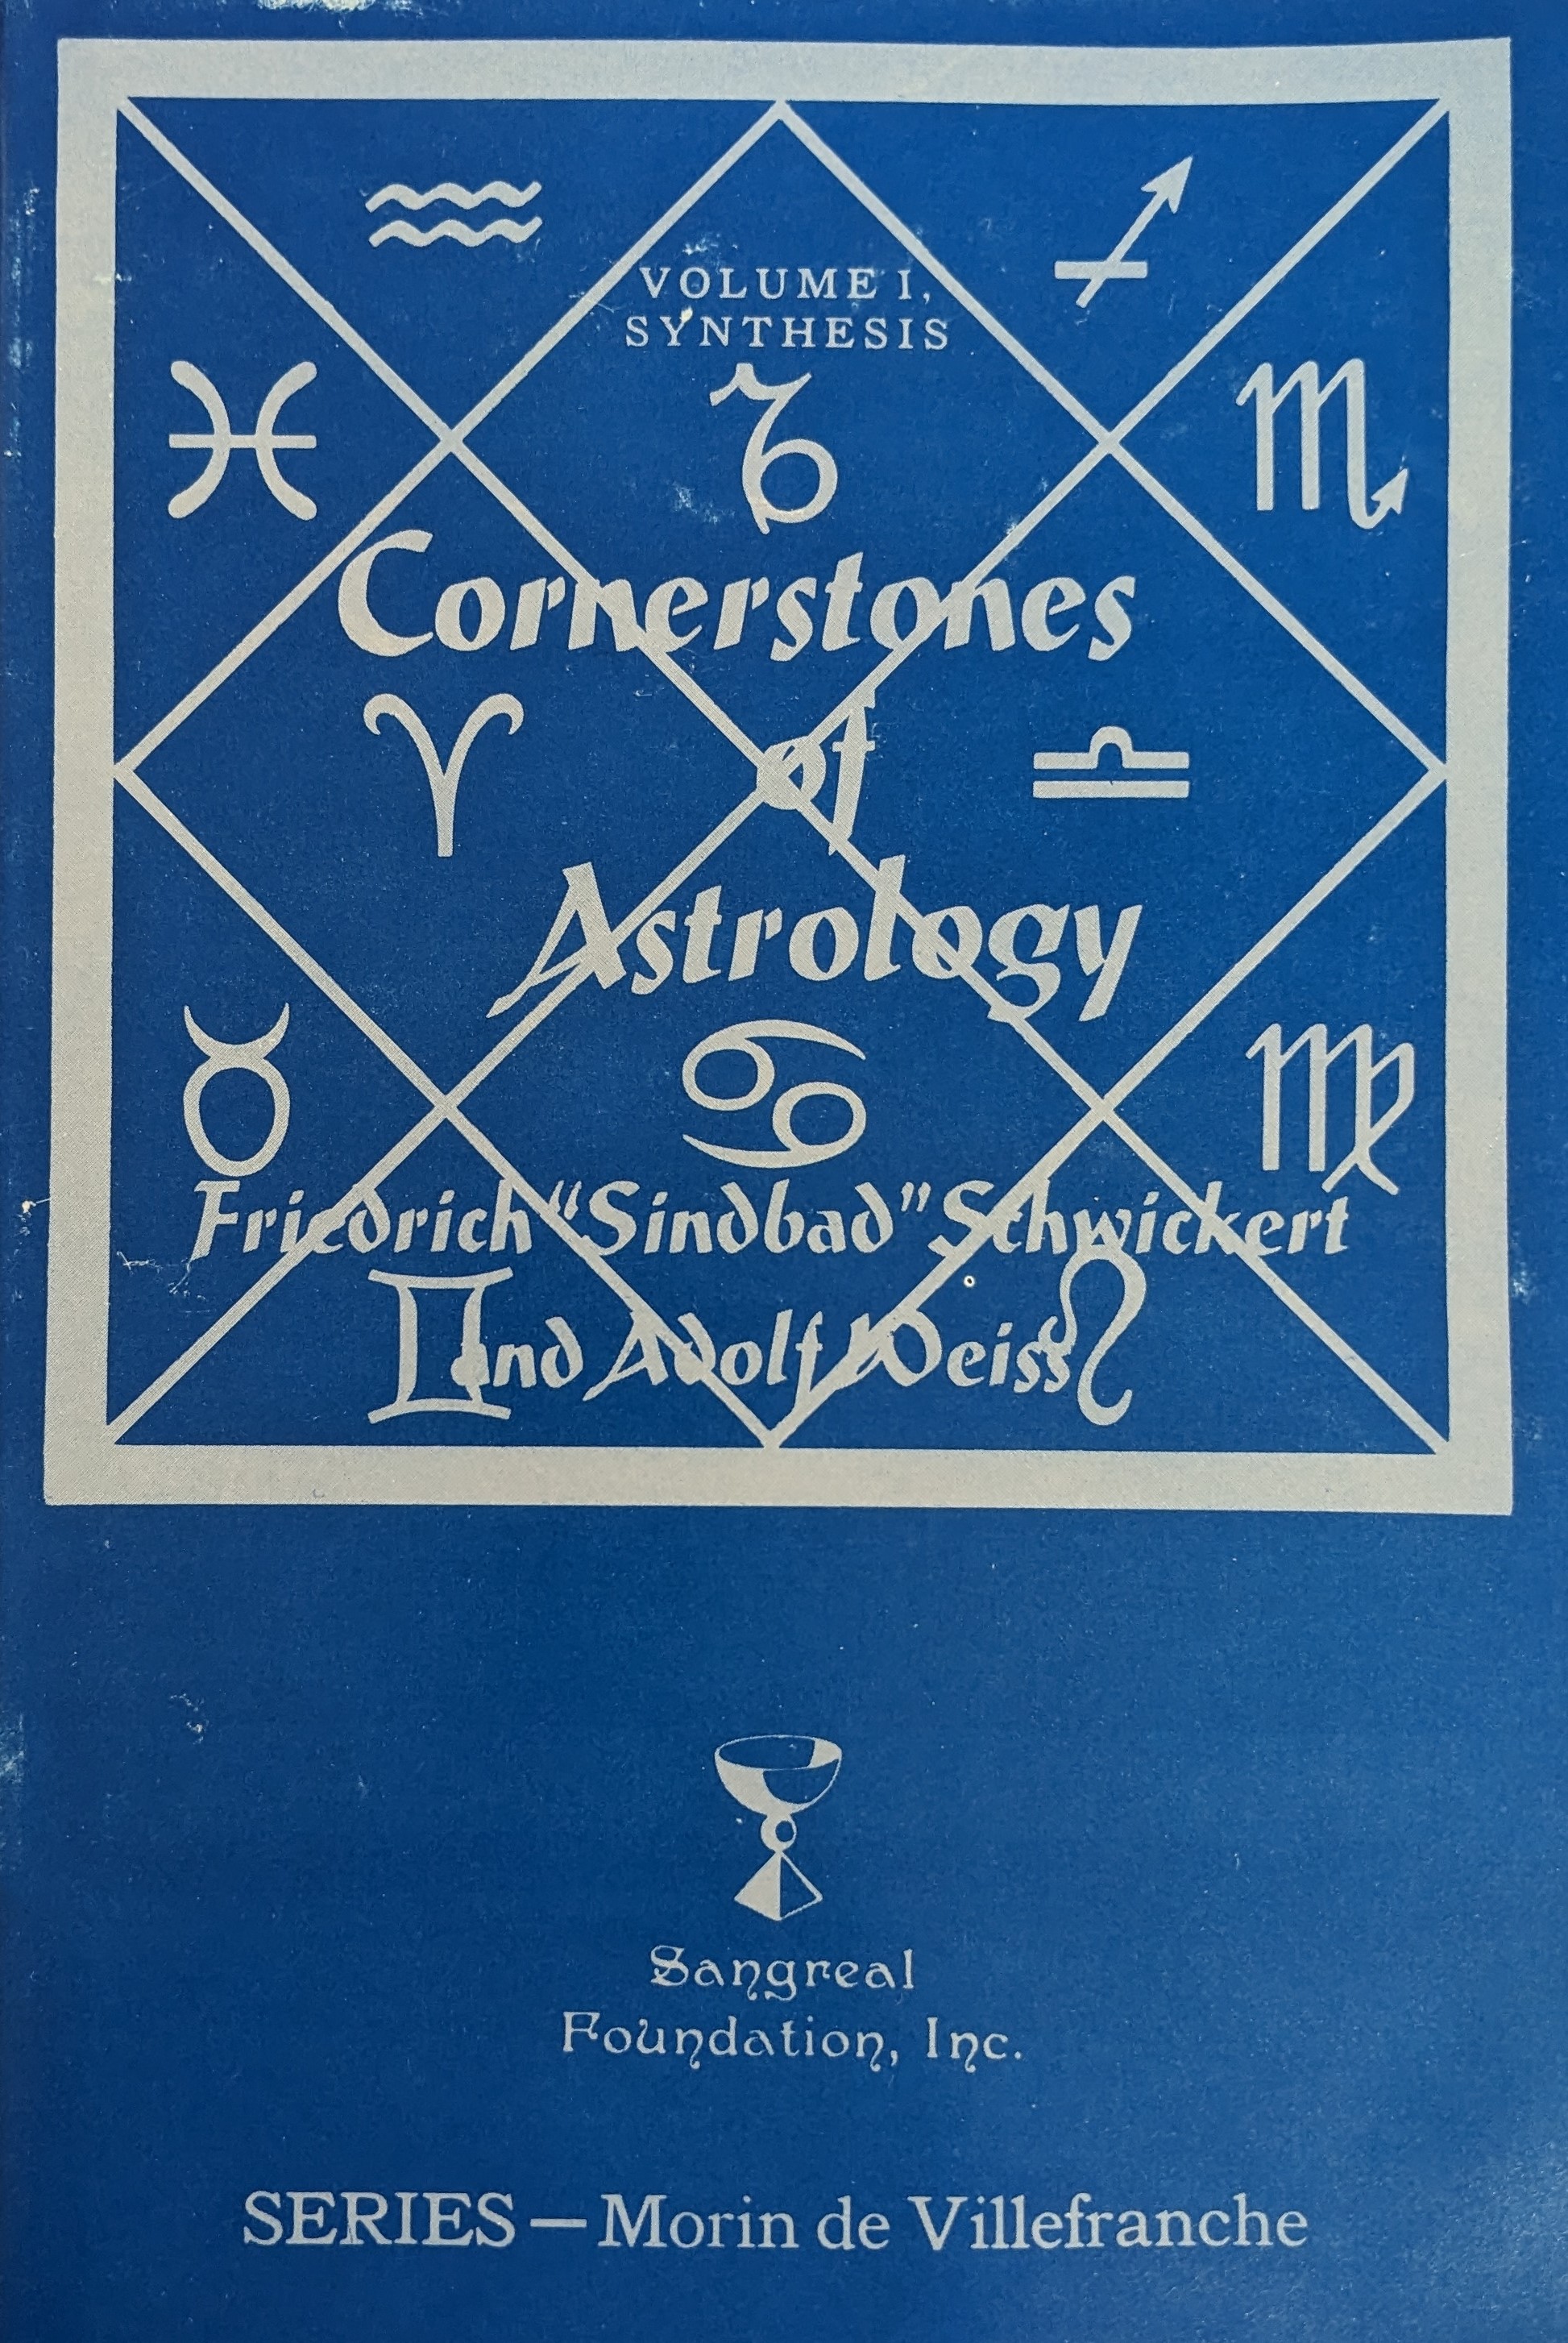 VOLUME I,
SYNTHESIS
Cornerstones
of
Astrology
Friedrich “Sindbad” Schwickert
and Adolf Weiss
Sangreal
Foundation, Inc.
SERIES — Morin de Villefranche